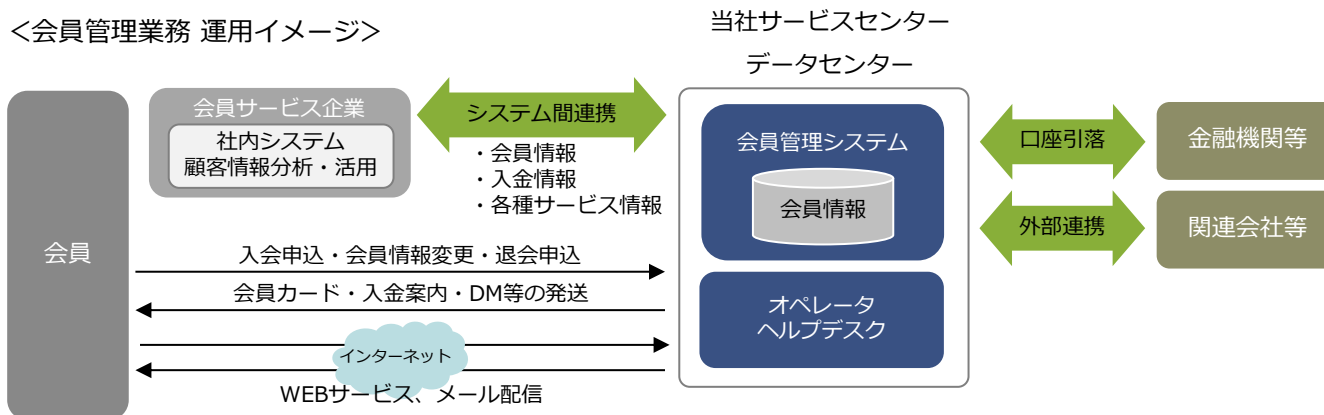 ＜会員管理業務 運用イメージ＞
当社サービスセンター
データセンター
会員
会員サービス企業
社内システム
顧客情報分析・活用
システム間連携
・会員情報
・入金情報
・各種サービス情報
会員管理システム
会員情報
オペレータ
ヘルプデスク
口座引落
金融機関等
外部連携
関連会社等
入会申込・会員情報変更・退会申込
会員カード・入金案内・DM等の発送
インターネット
WEBサービス、メール配信